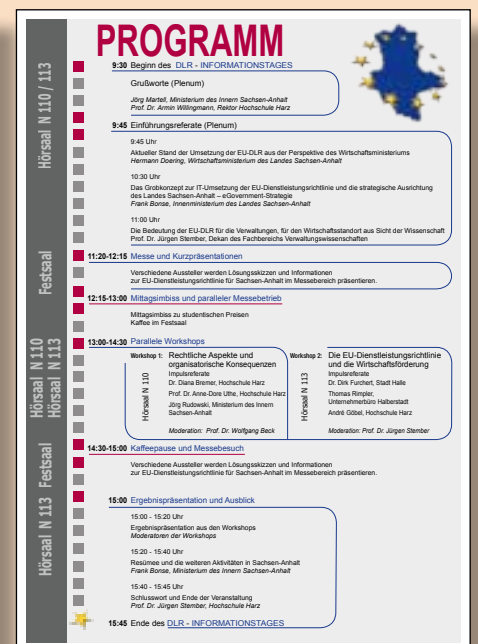 PROGRAMM
9:30 Beginn des DLR - INFORMATIONSTAGES
Grußworte (Plenum)
Jörg Martell, Ministerium des Innern Sachsen-Anhalt
Prof. Dr. Armin Willingmann, Rektor Hochschule Harz
Hörsaal N 110 / 113
9:45 Einführungsreferate (Plenum)
9:45 Uhr
Aktueller Stand der Umsetzung der EU-DLR aus der Perspektive des Wirtschaftsministeriums
Hermann Doering, Wirtschaftsministerium des Landes Sachsen-Anhalt
10:30 Uhr
Das Grobkonzept zur IT-Umsetzung der EU-Dienstleistungsrichtlinie und die strategische Ausrichtung
des Landes Sachsen-Anhalt – eGovernment-Strategie
Frank Bonse, Innenministerium des Landes Sachsen-Anhalt
11:00 Uhr
Die Bedeutung der EU-DLR für die Verwaltungen, für den Wirtschaftsstandort aus Sicht der Wissenschaft
Prof. Dr. Jürgen Stember, Dekan des Fachbereichs Verwaltungswissenschaften
Festsaal
11:20-12:15 Messe und Kurzpräsentationen
Verschiedene Aussteller werden Lösungsskizzen und Informationen
zur EU-Dienstleistungsrichtlinie für Sachsen-Anhalt im Messebereich präsentieren.
12:15-13:00 Mittagsimbiss und paralleler Messebetrieb
Mittagsimbiss zu studentischen Preisen
Kaffee im Festsaal
Hörsaal N 110
Hörsaal N 113
13:00-14:30 Parallele Workshops
Workshop 1: Rechtliche Aspekte und
organisatorische Konsequenzen
Hörsaal N 110
Impulsreferate
Dr. Diana Bremer, Hochschule Harz
Prof. Dr. Anne-Dore Uthe, Hochschule Harz
Jörg Rudowski, Ministerium des Innern
Sachsen-Anhalt
Moderation: Prof. Dr. Wolfgang Beck
Workshop 2: Die EU-Dienstleistungsrichtlinie
und die Wirtschaftsförderung
Hörsaal N 113
Impulsreferate
Dr. Dirk Furchert, Stadt Halle
Thomas Rimpler,
Unternehmerbüro Halberstadt
André Göbel, Hochschule Harz
Moderation: Prof. Dr. Jürgen Stember
Festsaal
14:30-15:00 Kaffeepause und Messebesuch
Verschiedene Aussteller werden Lösungsskizzen und Informationen
zur EU-Dienstleistungsrichtlinie für Sachsen-Anhalt im Messebereich präsentieren.
Hörsaal N 113
15:00 Ergebnispräsentation und Ausblick
15:00 - 15:20 Uhr
Ergebnispräsentation aus den Workshops
Moderatoren der Workshops
15:20 - 15:40 Uhr
Resümee und die weiteren Aktivitäten in Sachsen-Anhalt
Frank Bonse, Ministerium des Innern Sachsen-Anhalt
15:40 - 15:45 Uhr
Schlusswort und Ende der Veranstaltung
Prof. Dr. Jürgen Stember, Hochschule Harz
15:45 Ende des DLR - INFORMATIONSTAGES